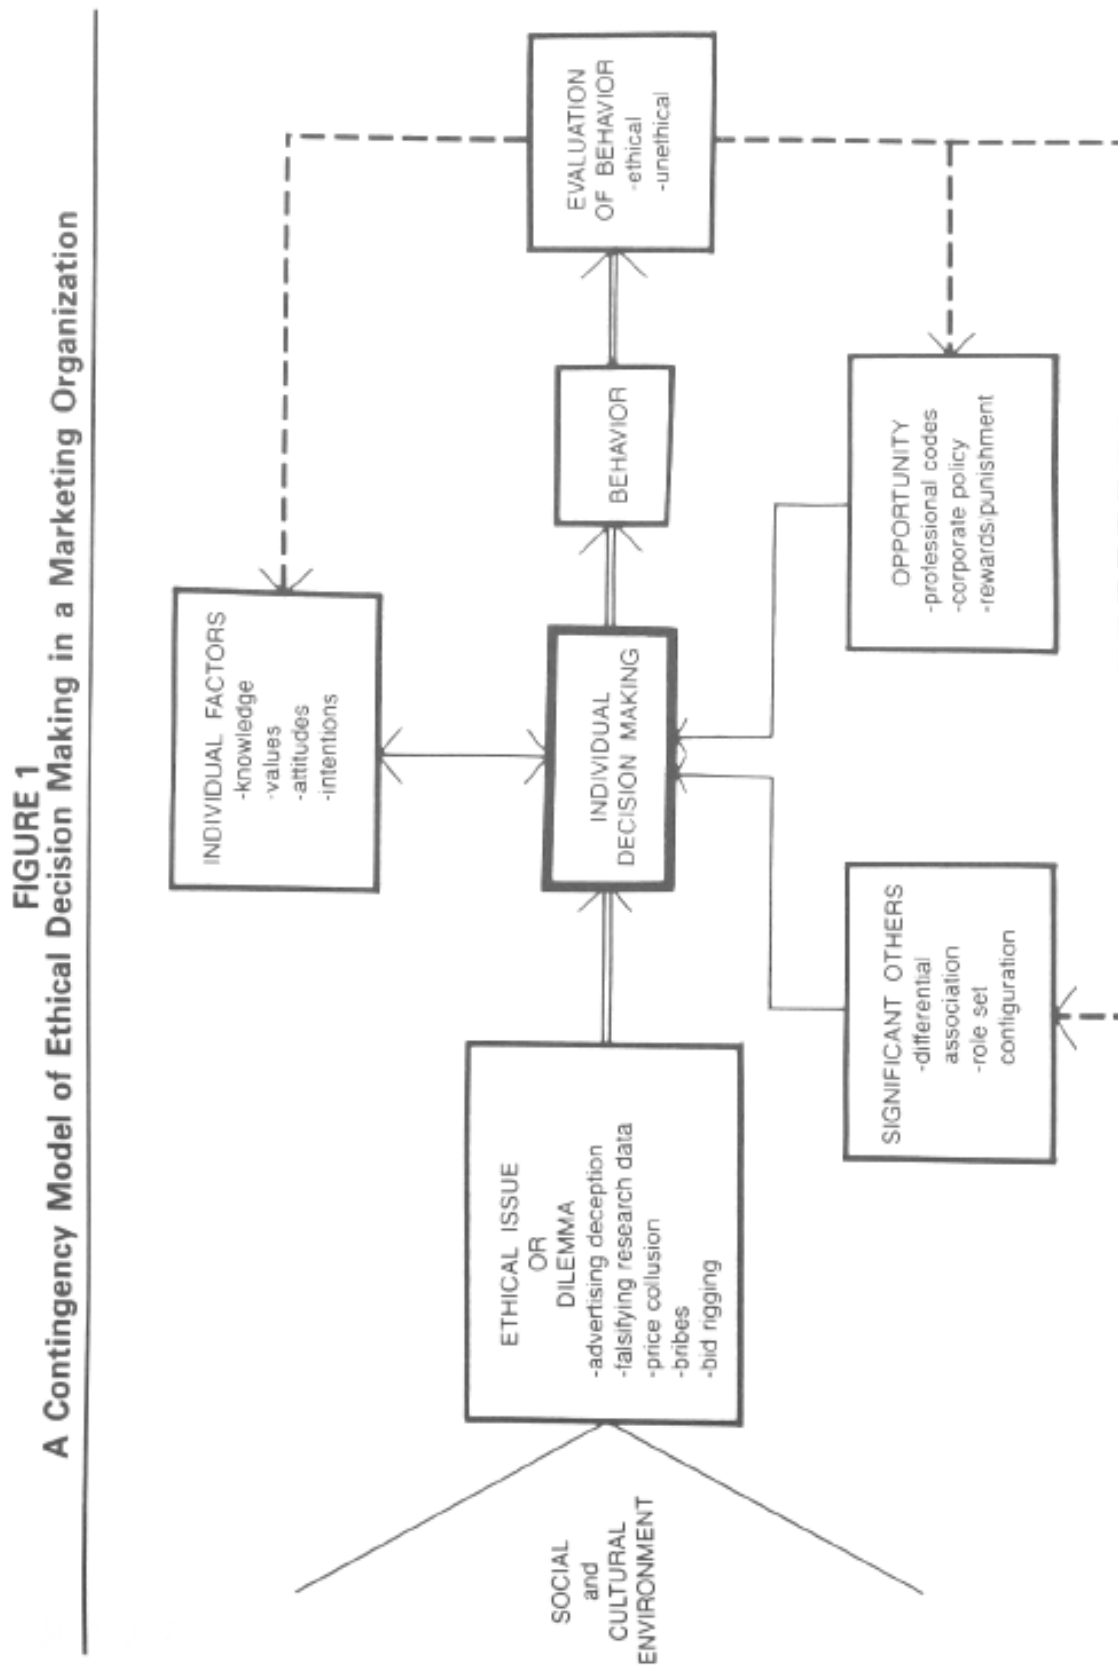 FIGURE 1
A Contingency Model of Ethical Decision Making in a Marketing Organization
SOCIAL
and
CULTURAL
ENVIRONMENT
ETHICAL ISSUE
OR
DILEMMA
-advertising deception
-falsifying research data
-price collusion
-bribes
-bid rigging
INDIVIDUAL FACTORS
-knowledge
-values
-attitudes
-intentions
INDIVIDUAL
DECISION MAKING
SIGNIFICANT OTHERS
-differential
association
-role set
configuration
OPPORTUNITY
-professional codes
-corporate policy
-rewards/punishment
BEHAVIOR
EVALUATION
OF BEHAVIOR
-ethical
-unethical